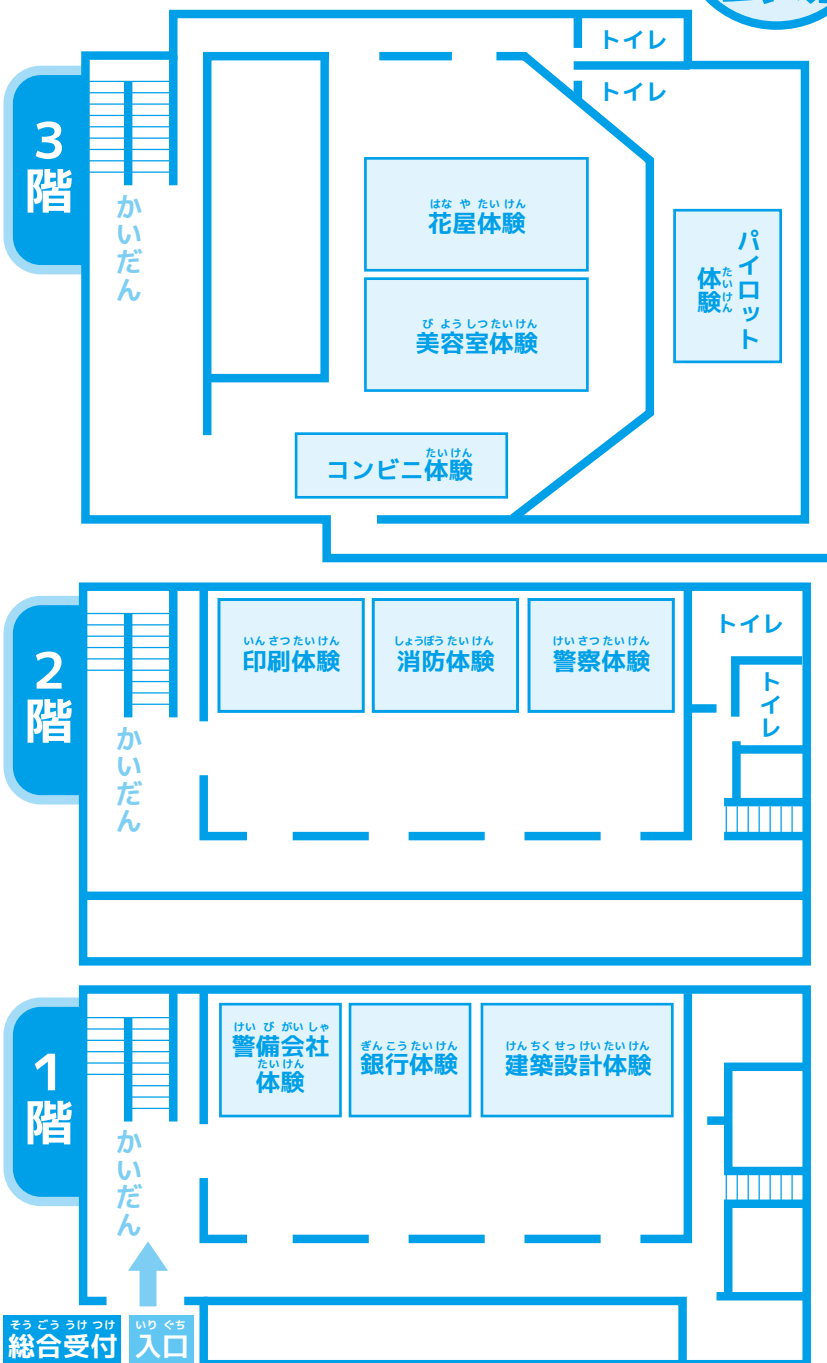 トイレ
トイレ
3
階
かいだん
はなやたいけん
花屋体験
びようしつたいけん
美容室体験
パイロット
体験
たいけん
たいけん
コンビニ体験
2
階
かいだん
いんさつたいけん
印刷体験
しょうぼうたいけん
消防体験
けいさつたいけん
警察体験
トイレ
トイレ
1
階
かいだん
けいびがいしゃ
警備会社
たいけん
体験
ぎんこうたいけん
銀行体験
けんちくせっけいたいけん
建築設計体験
そうごううけつけ
総合受付
いりぐち
入口